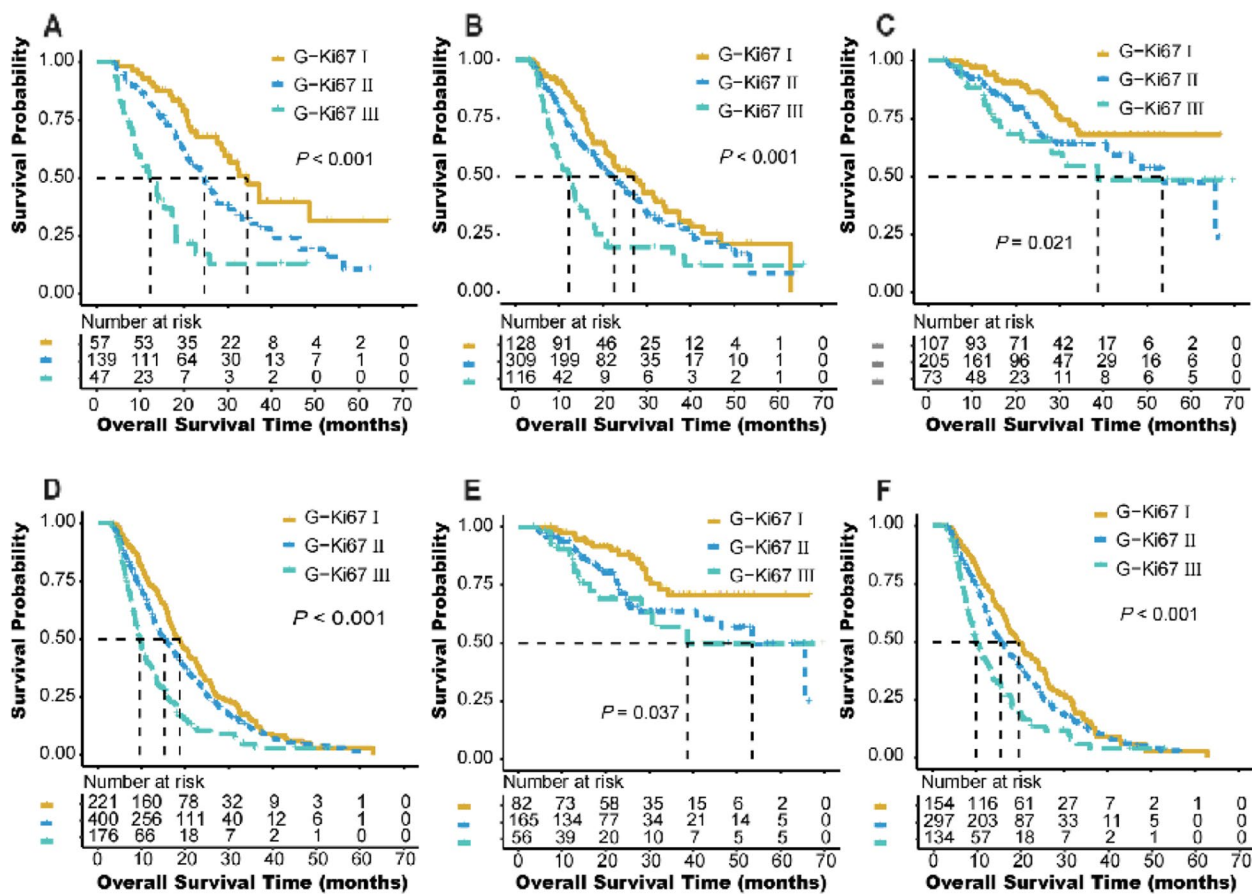 A
Survival Probability
1.00
0.75
0.50
0.25
0.00
G-Ki67 I
G-Ki67 II
G-Ki67 III
P < 0.001
Number at risk
57 53 35 22 8 4 1 0
139 111 64 30 13 7 1 0
47 23 7 3 2 0 0 0
0 10 20 30 40 50 60 70
Overall Survival Time (months)
B
Survival Probability
1.00
0.75
0.50
0.25
0.00
G-Ki67 I
G-Ki67 II
G-Ki67 III
P < 0.001
Number at risk
128 91 46 25 12 4 1 0
309 199 82 35 17 10 1 0
116 42 9 6 3 2 1 0
0 10 20 30 40 50 60 70
Overall Survival Time (months)
C
Survival Probability
1.00
0.75
0.50
0.25
0.00
G-Ki67 I
G-Ki67 II
G-Ki67 III
P = 0.021
Number at risk
107 93 71 42 17 6 2 0
205 161 96 47 29 16 6 0
73 48 23 11 8 6 5 0
0 10 20 30 40 50 60 70
Overall Survival Time (months)
D
Survival Probability
1.00
0.75
0.50
0.25
0.00
G-Ki67 I
G-Ki67 II
G-Ki67 III
P < 0.001
Number at risk
221 160 78 32 9 3 1 0
400 256 111 40 12 6 1 0
176 66 18 7 2 1 0 0
0 10 20 30 40 50 60 70
Overall Survival Time (months)
E
Survival Probability
1.00
0.75
0.50
0.25
0.00
G-Ki67 I
G-Ki67 II
G-Ki67 III
P = 0.037
Number at risk
82 73 58 35 15 6 2 0
165 134 77 34 21 14 5 0
56 39 20 10 7 5 5 0
0 10 20 30 40 50 60 70
Overall Survival Time (months)
F
Survival Probability
1.00
0.75
0.50
0.25
0.00
G-Ki67 I
G-Ki67 II
G-Ki67 III
P < 0.001
Number at risk
154 116 61 27 7 2 1 0
297 203 87 33 11 5 0 0
134 57 18 7 2 1 0 0
0 10 20 30 40 50 60 70
Overall Survival Time (months)